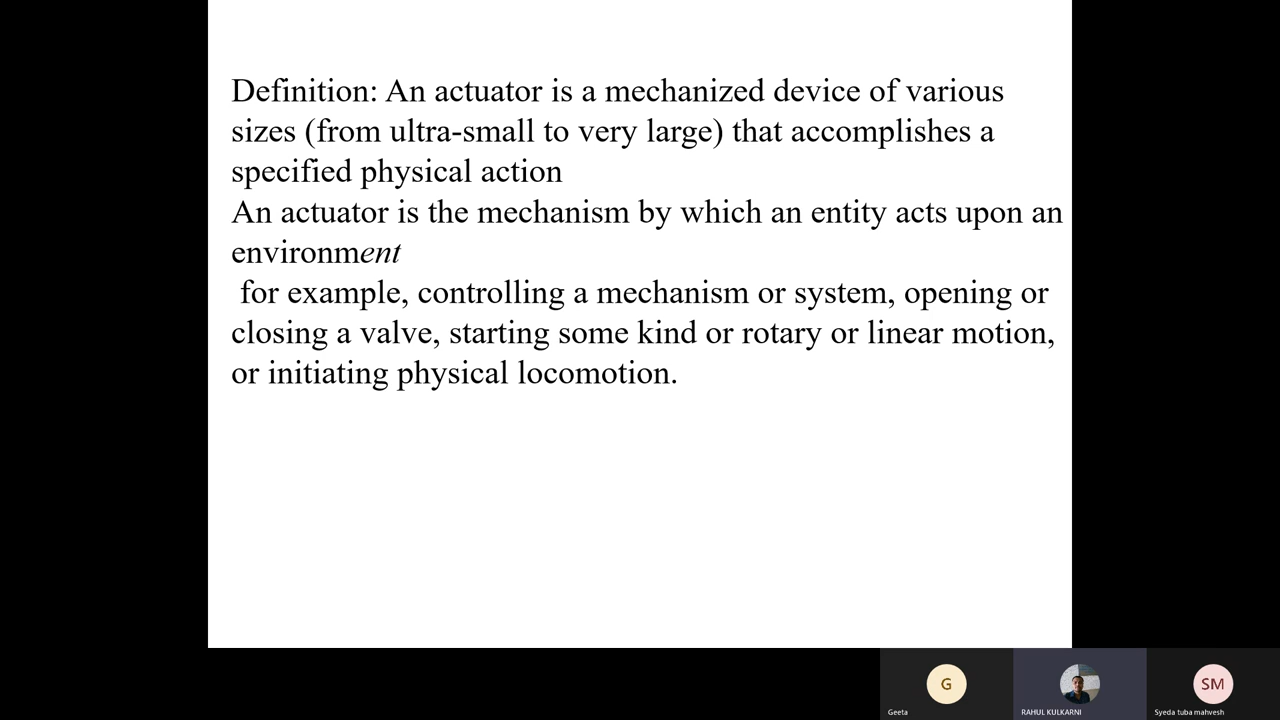 Definition: An actuator is a mechanized device of various
sizes (from ultra-small to very large) that accomplishes a
specified physical action
An actuator is the mechanism by which an entity acts upon an
environment
for example, controlling a mechanism or system, opening or
closing a valve, starting some kind or rotary or linear motion,
or initiating physical locomotion.
G
SM
Geeta
RAHUL KULKARNI
Syeda tuba mahvesh